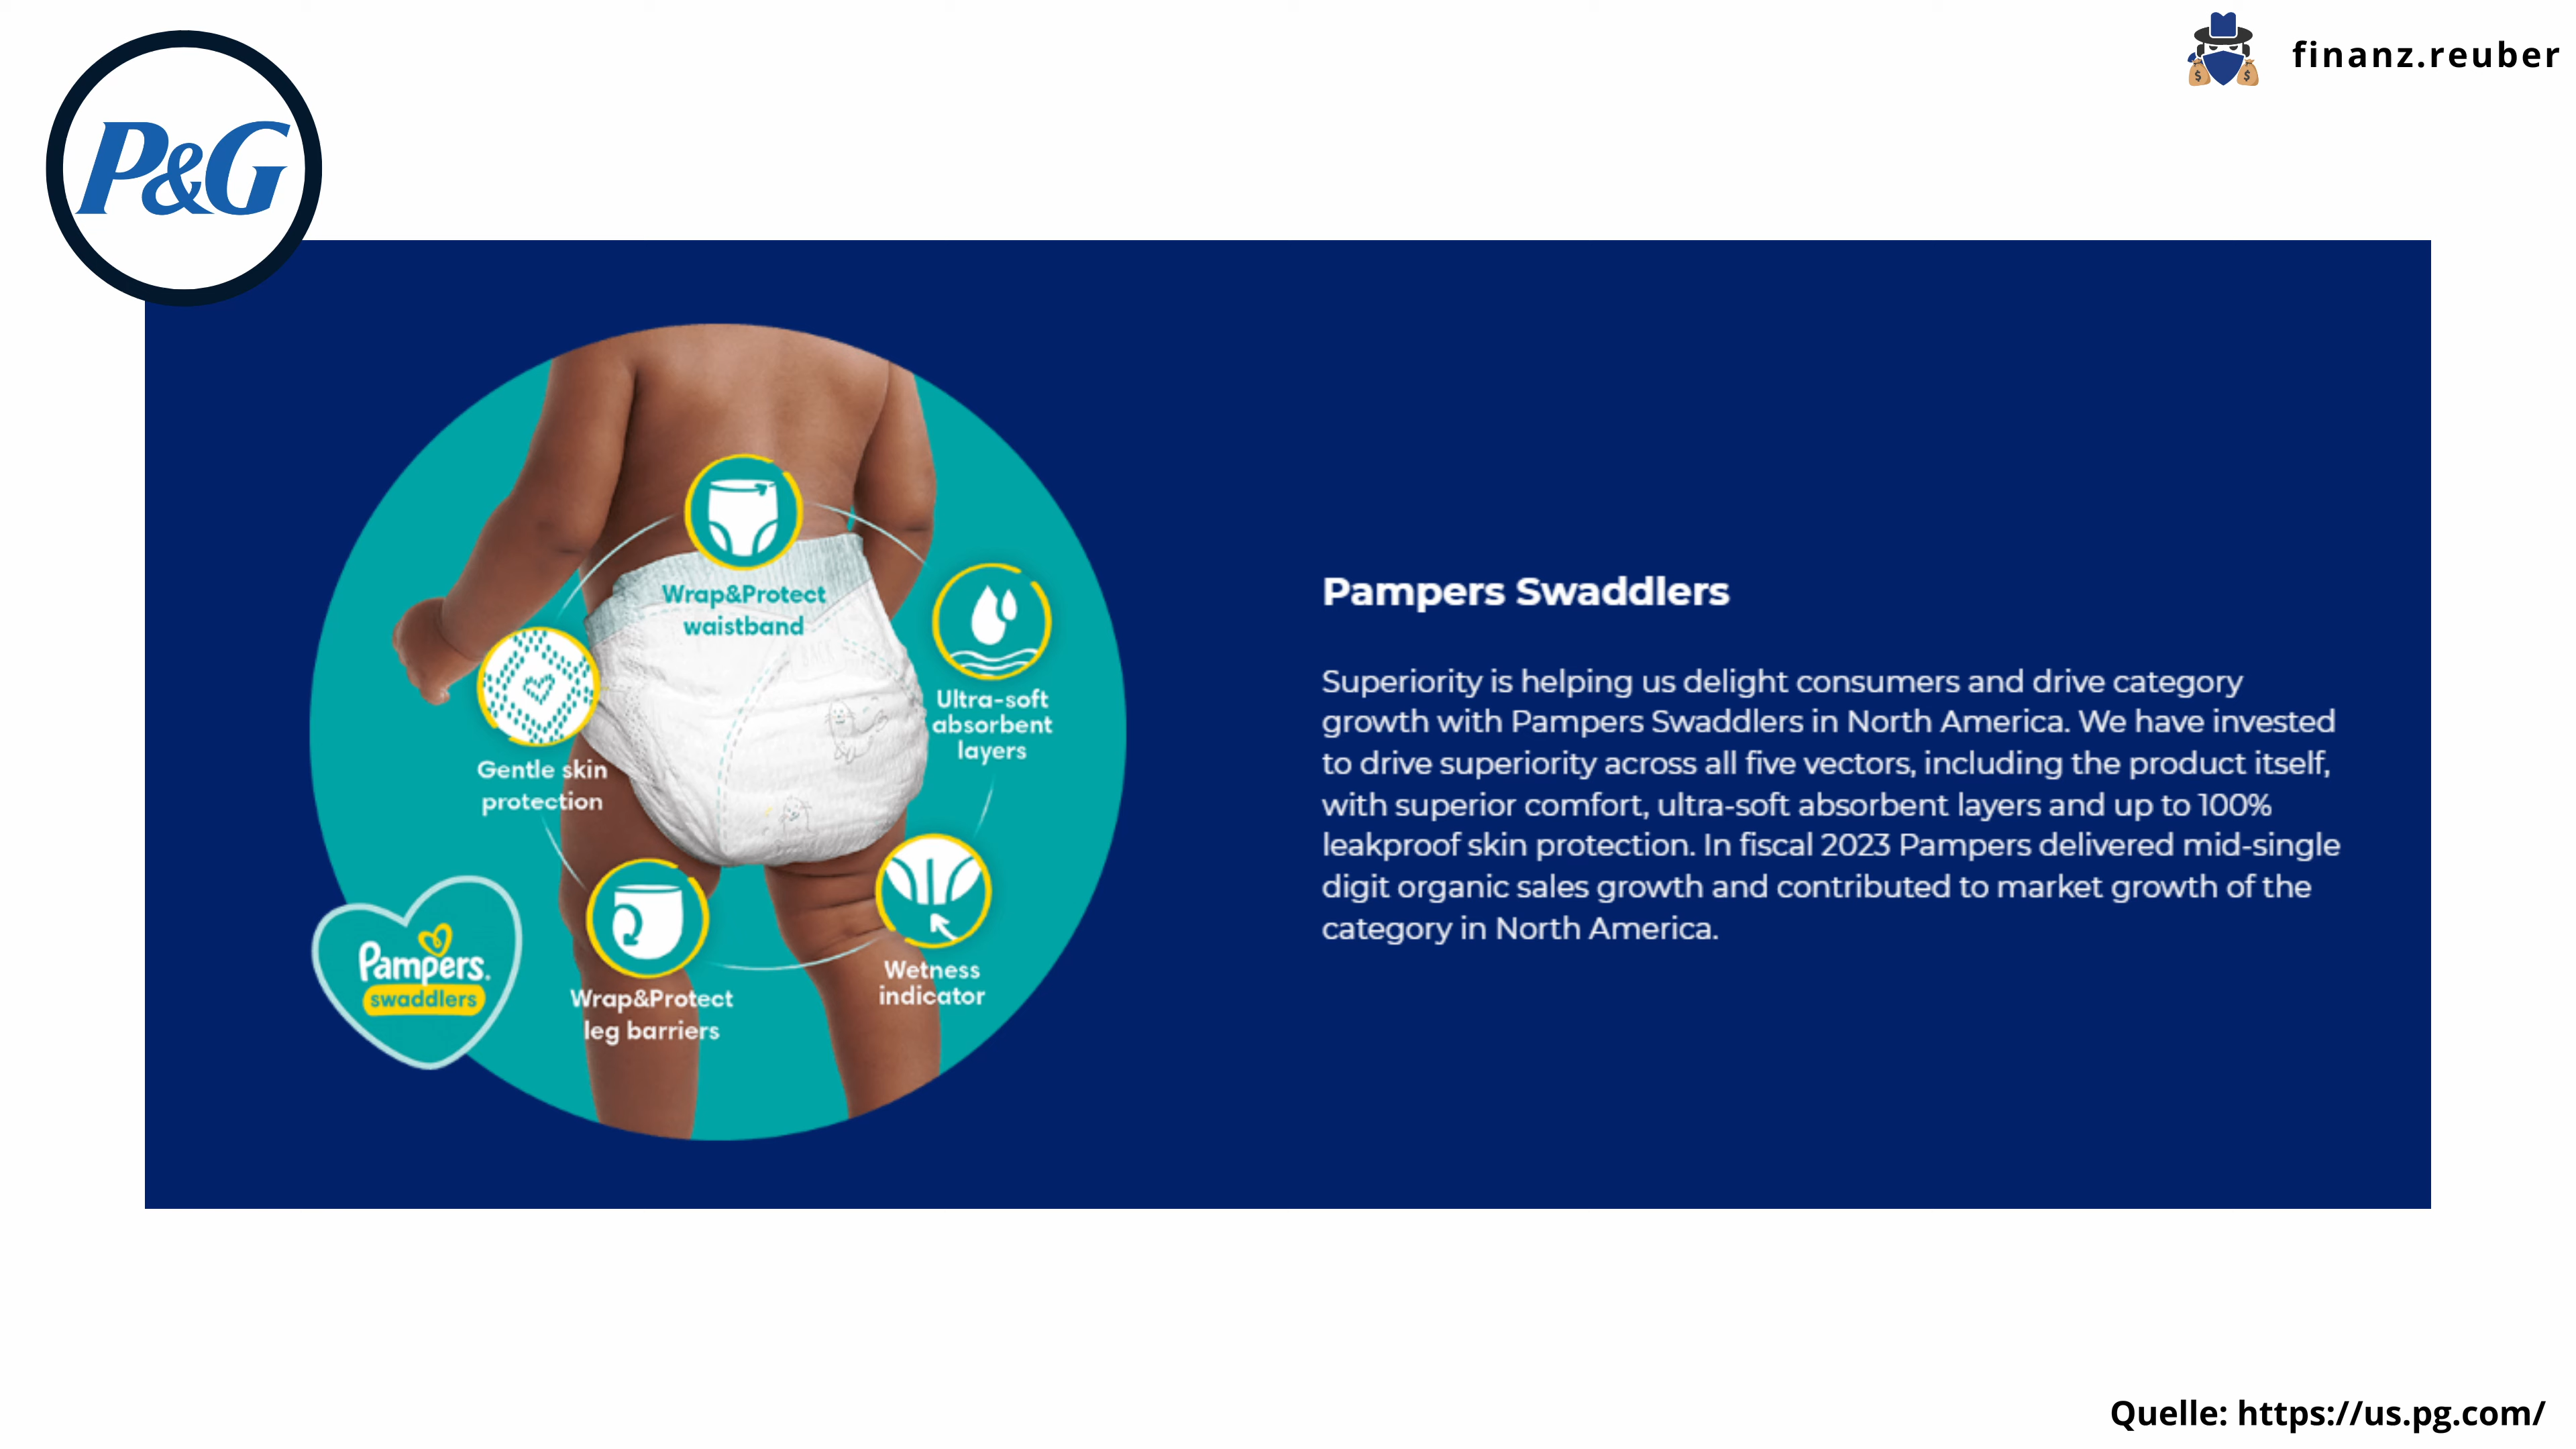 P&G
finanz.reuber
Wrap&Protect
waistband
Ultra-soft
absorbent
layers
Gentle skin
protection
Wetness
indicator
Wrap&Protect
leg barriers
Pampers.
swaddlers
Pampers Swaddlers
Superiority is helping us delight consumers and drive category
growth with Pampers Swaddlers in North America. We have invested
to drive superiority across all five vectors, including the product itself,
with superior comfort, ultra-soft absorbent layers and up to 100%
leakproof skin protection. In fiscal 2023 Pampers delivered mid-single
digit organic sales growth and contributed to market growth of the
category in North America.
Quelle: https://us.pg.com/